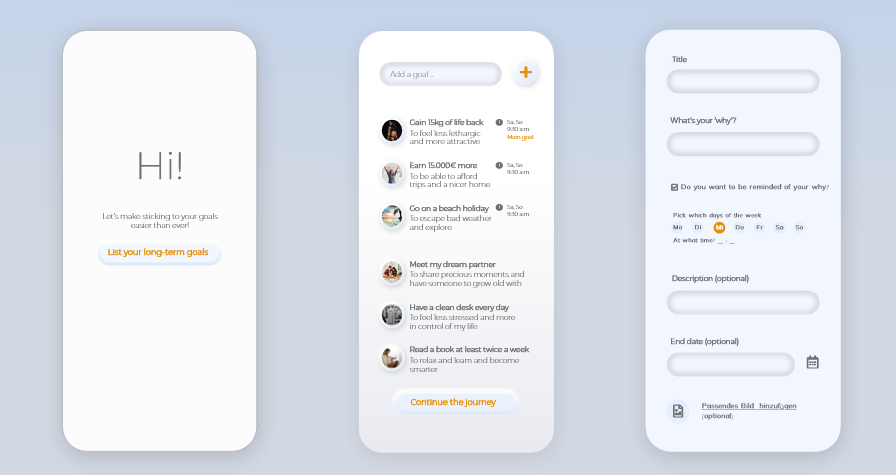 Hi!
Let's make sticking to your goals
easier than ever!
List your long-term goals
Add a goal ...
Gain 15kg of life back
To feel less lethargic
and more attractive
Sa, So
9:30 a.m.
Main goal
Earn 15.000€ more
To be able to afford
trips and a nicer home
Sa, So
9:30 a.m.
Go on a beach holiday
To escape bad weather
and explore
Sa, So
9:30 a.m.
Meet my dream partner
To share precious moments and
have someone to grow old with
Have a clean desk every day
To feel less stressed and more
in control of my life
Read a book at least twice a week
To relax and learn and become
smarter
Continue the journey
Title
What's your 'why'?
Do you want to be reminded of your why?
Pick which days of the week
Mo Di Mi Do Fr Sa So
At what time? __ : __
Description (optional)
End date (optional)
Passendes Bild hinzufügen
(optional)